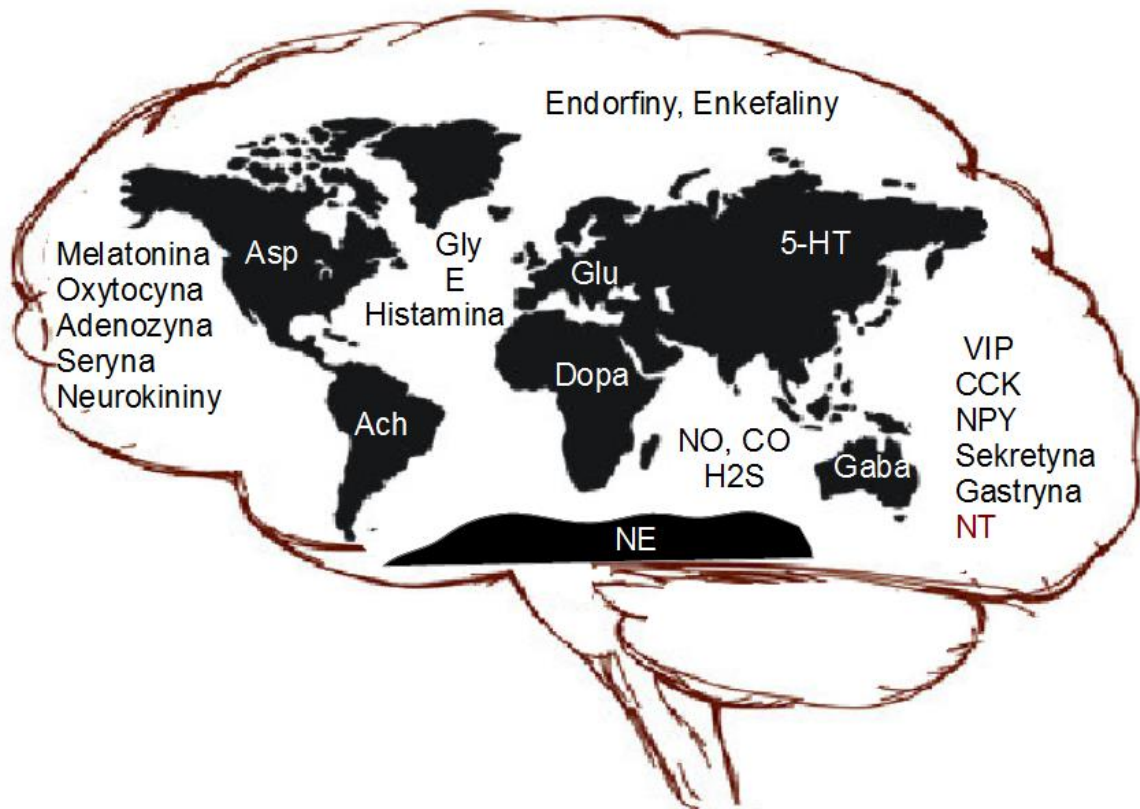 Endorfiny, Enkefaliny
Melatonina
Oxytocyna
Adenozyna
Seryna
Neurokininy
Asp
Gly
E
Histamina
Glu
5-HT
Ach
Dopa
NO, CO
H2S
Gaba
VIP
CCK
NPY
Sekretyna
Gastryna
NT
NE